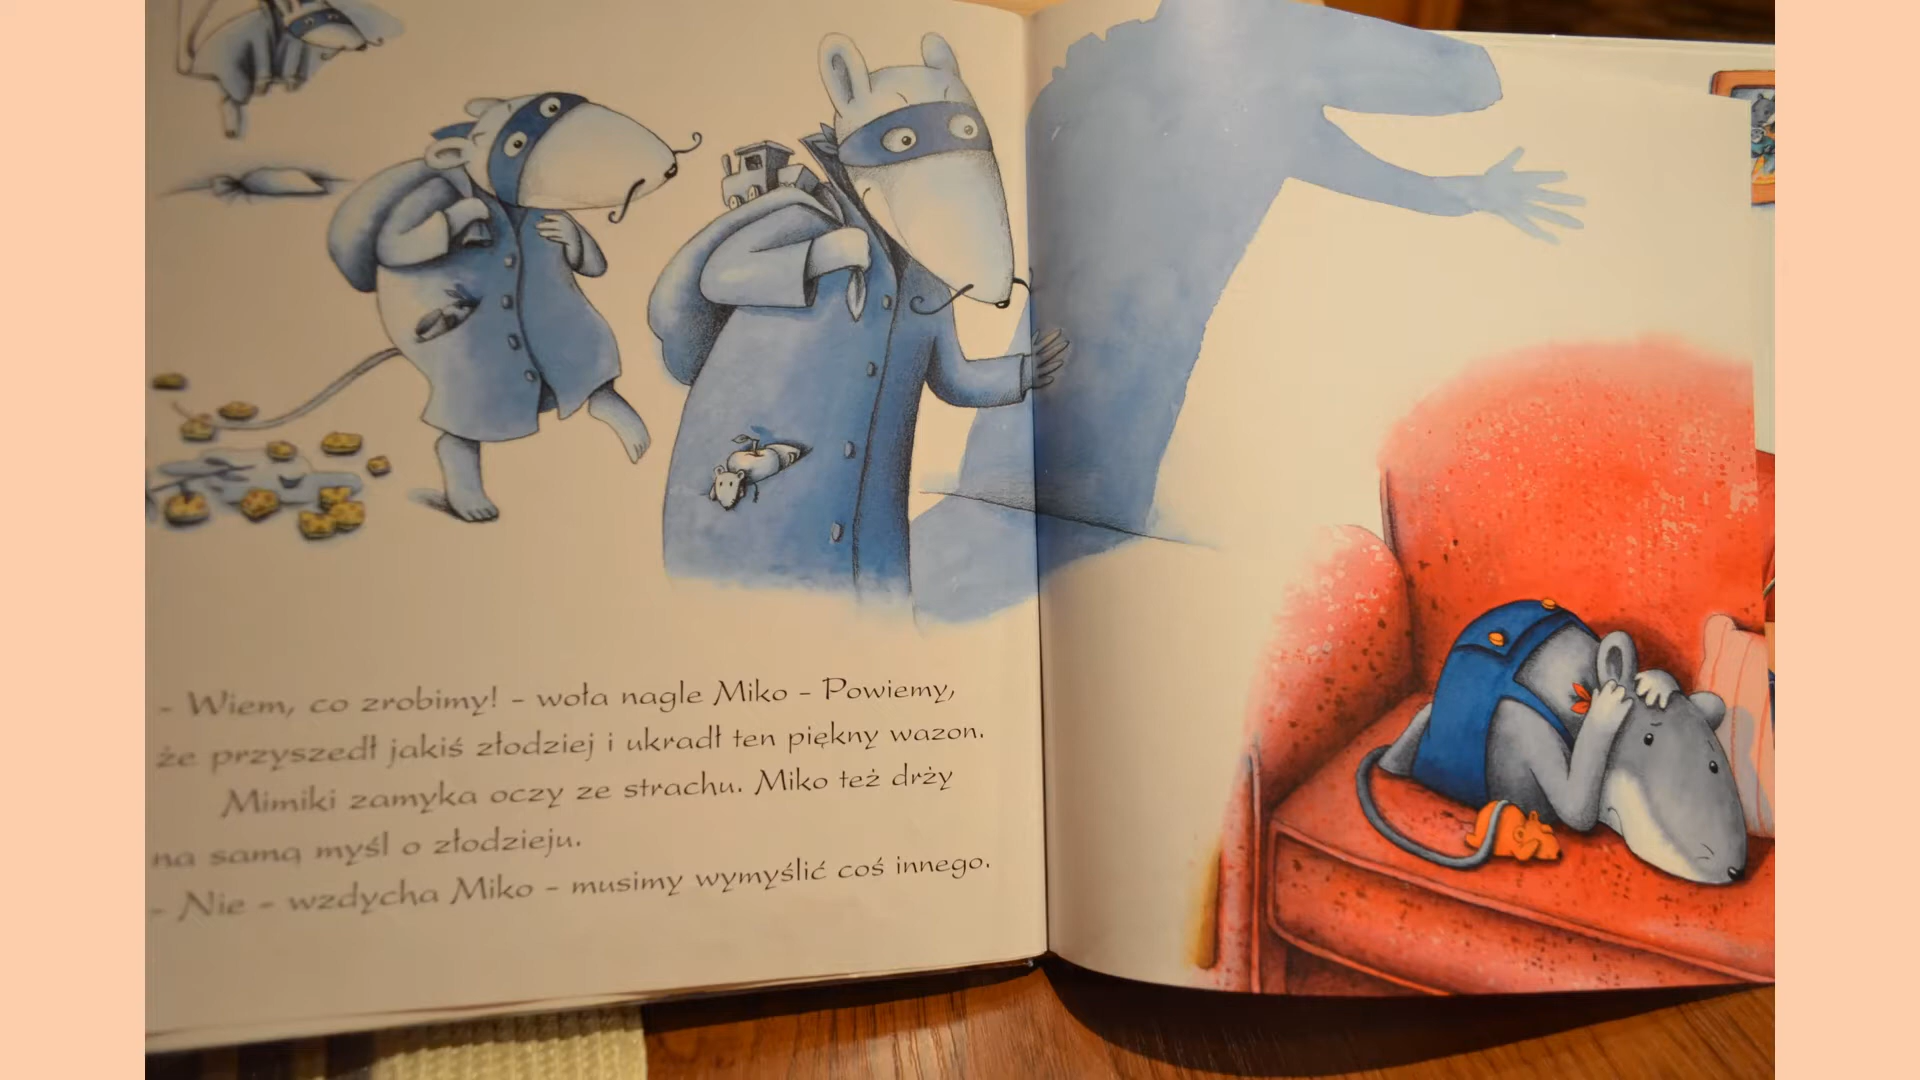 - Wiem, co zrobimy! - woła nagle Miko - Powiemy,
że przyszedł jakiś złodziej i ukradł ten piękny wazon.
Mimiki zamyka oczy ze strachu. Miko też drży
na samą myśl o złodzieju.
- Nie - wzdycha Miko - musimy wymyślić coś innego.